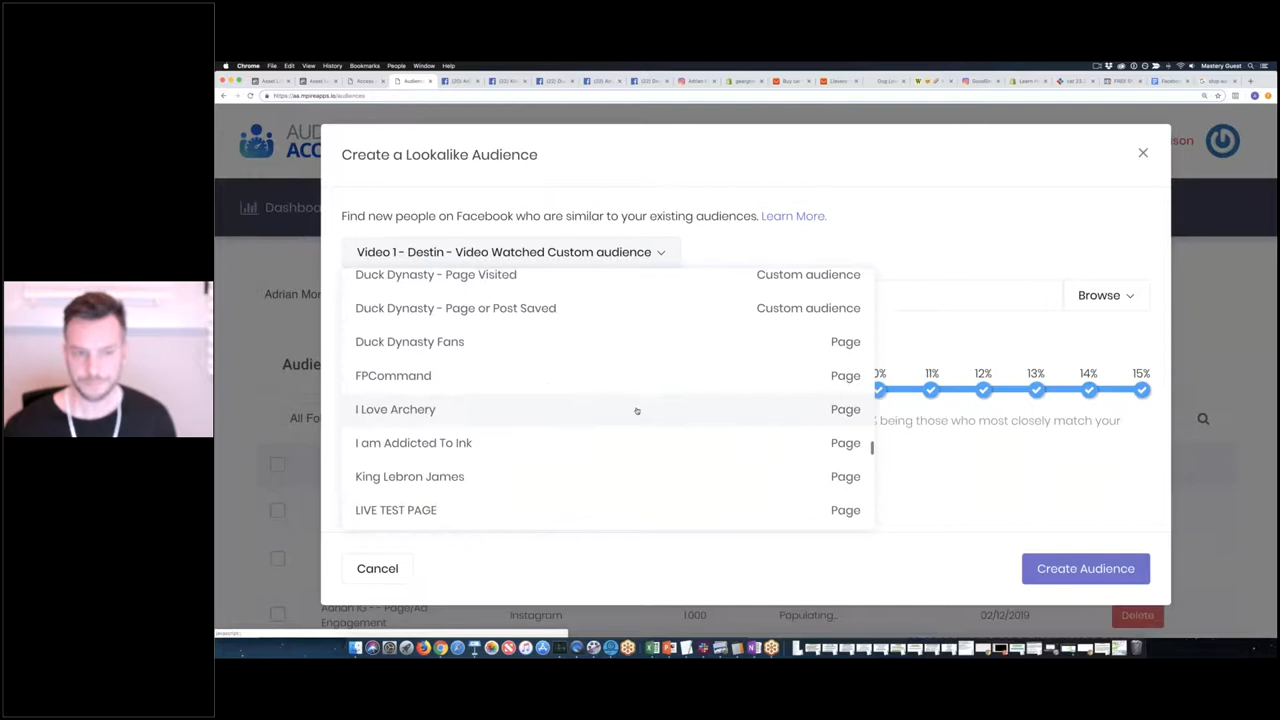 Chrome File Edit View History Bookmarks People Window Help
Mastery Guest
https://aa.mpireapps.io/audiences
AUD
ACC
ison
Dashboa
Create a Lookalike Audience
Find new people on Facebook who are similar to your existing audiences. Learn More.
Video 1 - Destin - Video Watched Custom audience
Duck Dynasty - Page Visited Custom audience
Adrian Mor
Browse
Duck Dynasty - Page or Post Saved Custom audience
Duck Dynasty Fans Page
Audie
FPCommand Page
0% 11% 12% 13% 14% 15%
I Love Archery Page
All Fo
% being those who most closely match your
I am Addicted To Ink Page
King Lebron James Page
LIVE TEST PAGE Page
Cancel
Create Audience
Adrian IG - - Page/Ad
Engagement
Instagram
1000
Populating...
02/12/2019
Delete